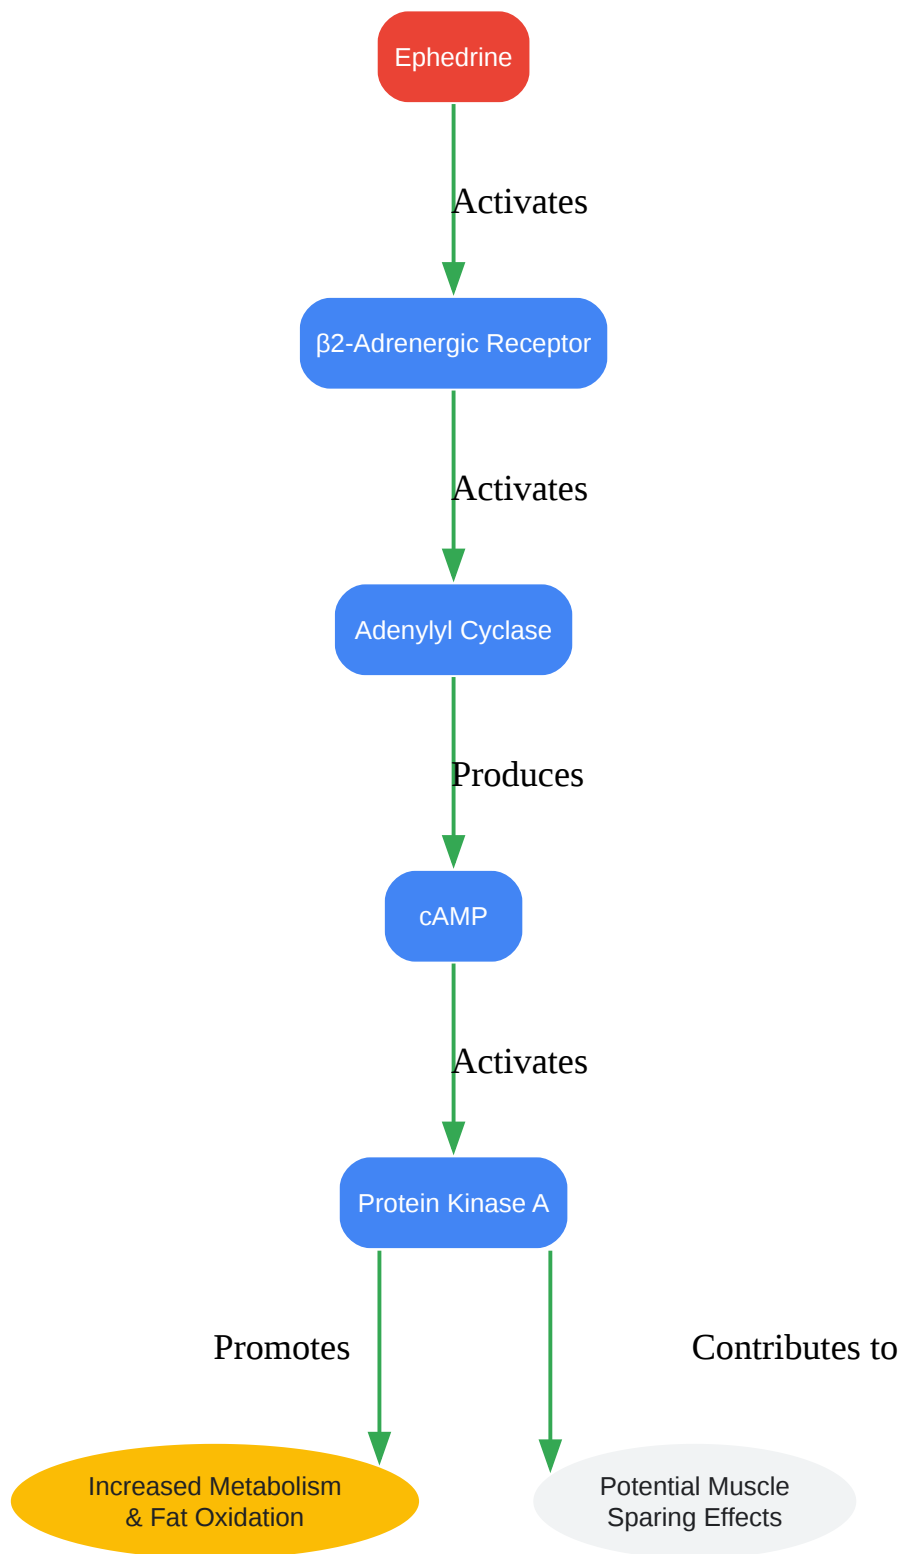 Ephedrine
Activates
β2-Adrenergic Receptor
Activates
Adenylyl Cyclase
Produces
cAMP
Activates
Protein Kinase A
Promotes
Contributes to
Increased Metabolism
& Fat Oxidation
Potential Muscle
Sparing Effects